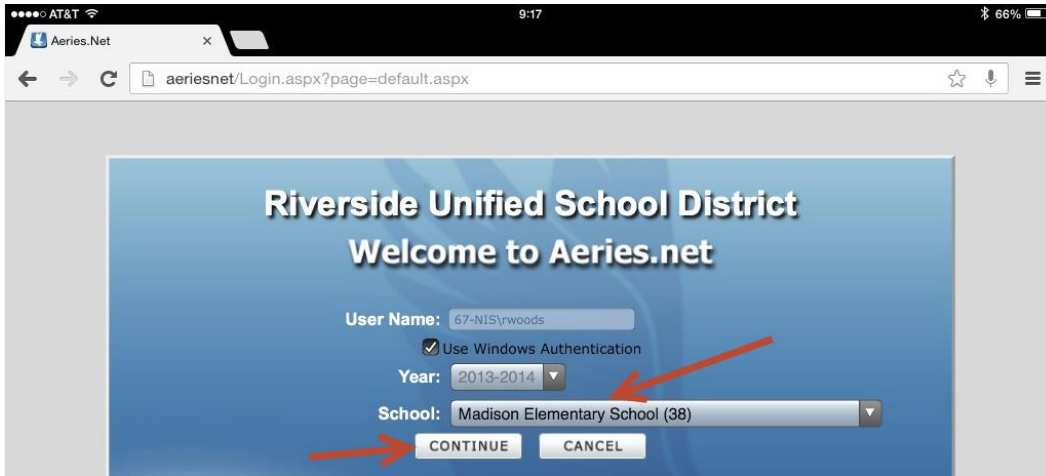 AT&T 9:17 66%
Aeries.Net ×
aeriesnet/Login.aspx?page=default.aspx
Riverside Unified School District
Welcome to Aeries.net
User Name: 67-NIS\rwoods
Use Windows Authentication
Year: 2013-2014
School: Madison Elementary School (38)
CONTINUE CANCEL